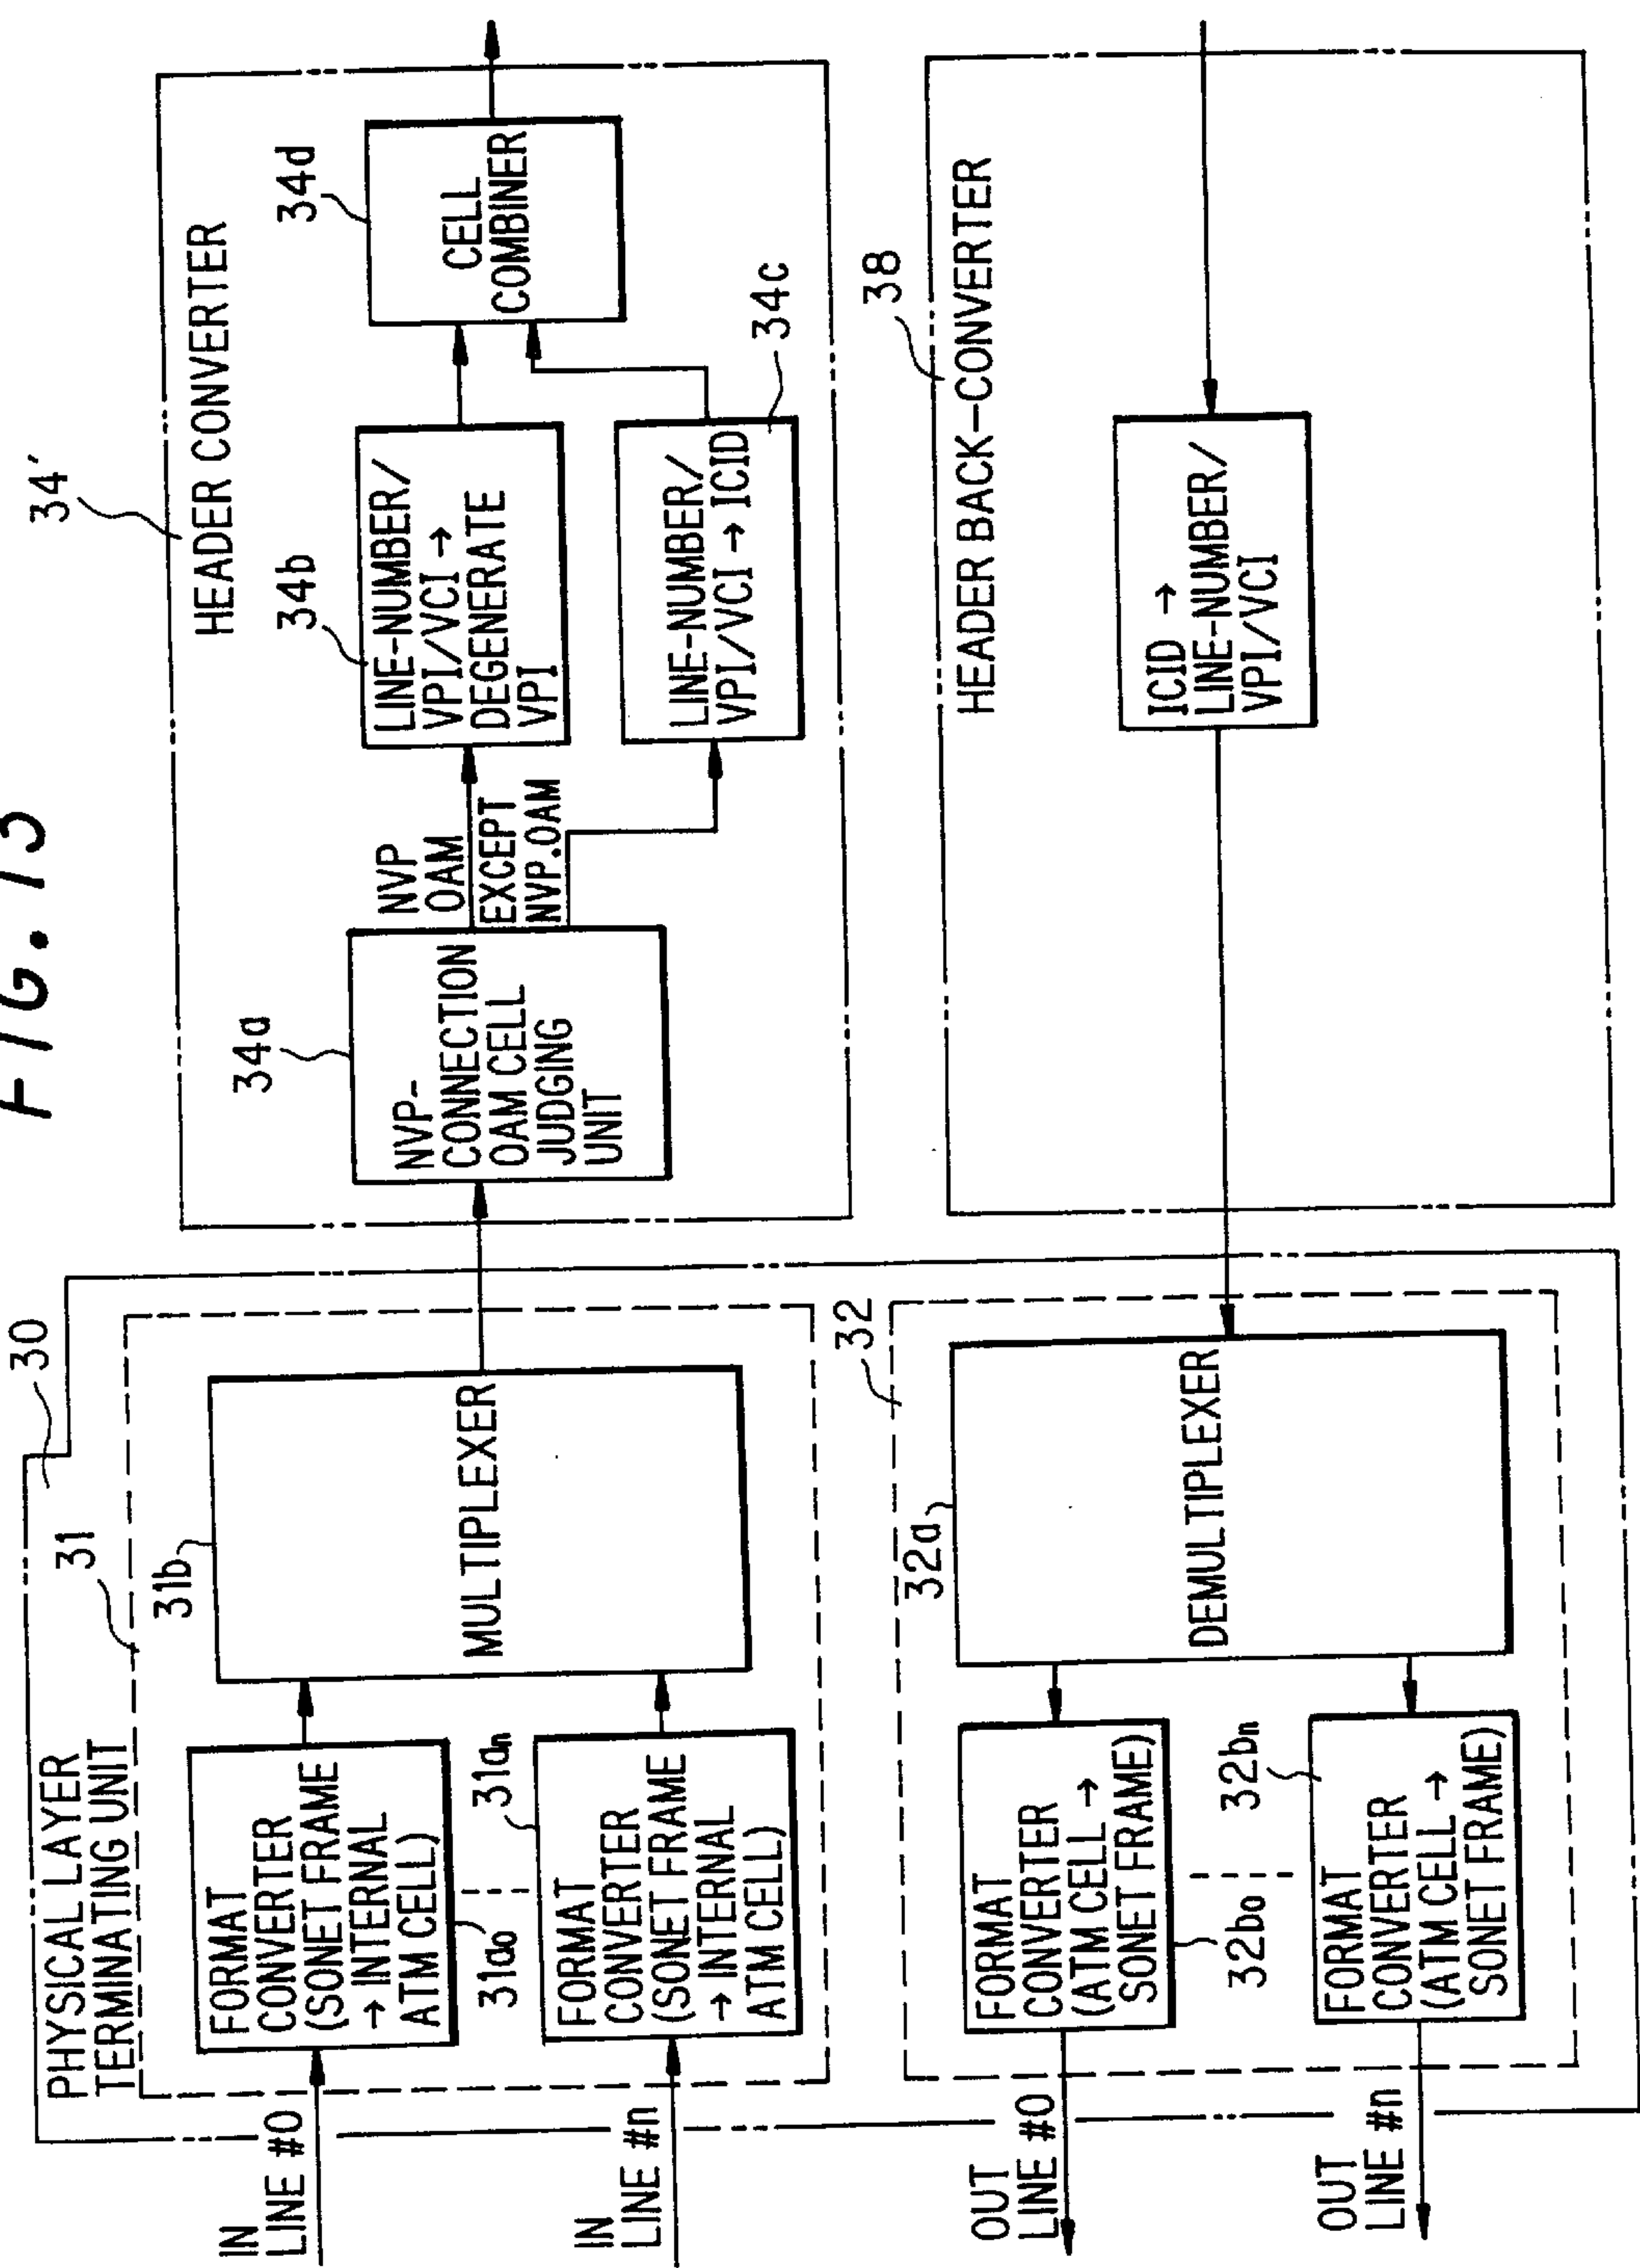 FIG. 13
30
PHYSICAL LAYER
TERMINATING UNIT
31
IN
LINE #0
FORMAT
CONVERTER
(SONET FRAME
→ INTERNAL
ATM CELL)
31a0
IN
LINE #n
FORMAT
CONVERTER
(SONET FRAME
→ INTERNAL
ATM CELL)
31an
31b
MULTIPLEXER
34'
HEADER CONVERTER
34a
NVP-
CONNECTION
OAM CELL
JUDGING
UNIT
NVP
OAM
EXCEPT
NVP.OAM
34b
LINE-NUMBER/
VPI/VCI →
DEGENERATE
VPI
LINE-NUMBER/
VPI/VCI → ICID
34c
34d
CELL
COMBINER
32
OUT
LINE #0
FORMAT
CONVERTER
(ATM CELL →
SONET FRAME)
32b0
OUT
LINE #n
FORMAT
CONVERTER
(ATM CELL →
SONET FRAME)
32bn
32a
DEMULTIPLEXER
38
HEADER BACK-CONVERTER
ICID →
LINE-NUMBER/
VPI/VCI